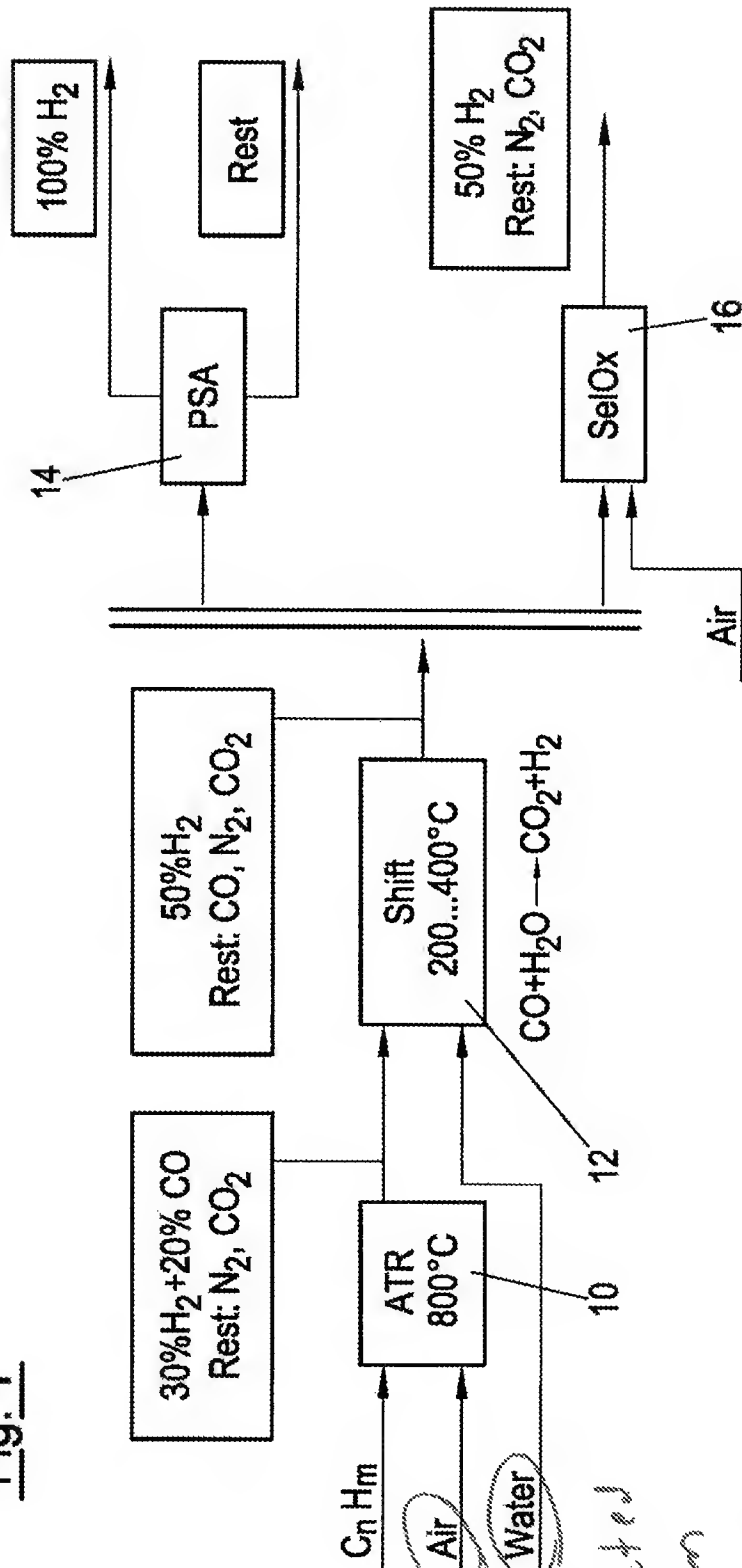 Fig. 1
CnHm
Air
Water
30%H2+20% CO
Rest: N2, CO2
ATR
800°C
10
50%H2
Rest: CO, N2, CO2
Shift
200...400°C
12
CO+H2O → CO2+H2
14
PSA
100% H2
Rest
Air
SelOx
16
50% H2
Rest: N2, CO2